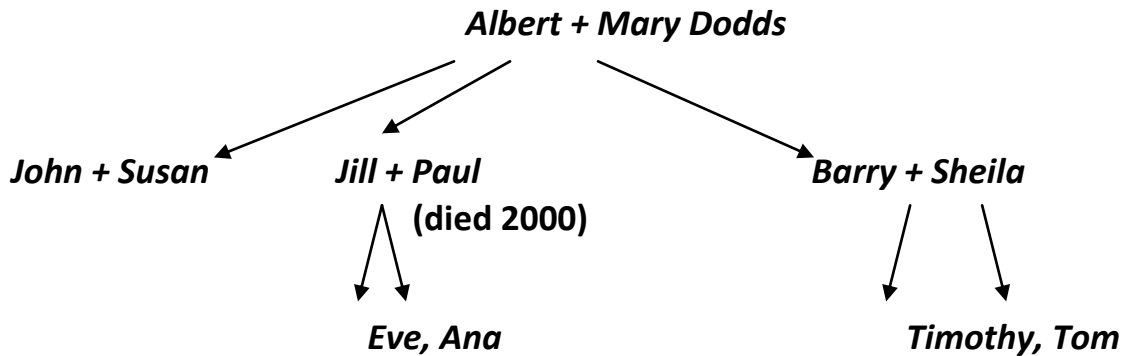 Albert + Mary Dodds
John + Susan
Jill + Paul
Barry + Sheila
(died 2000)
Eve, Ana
Timothy, Tom